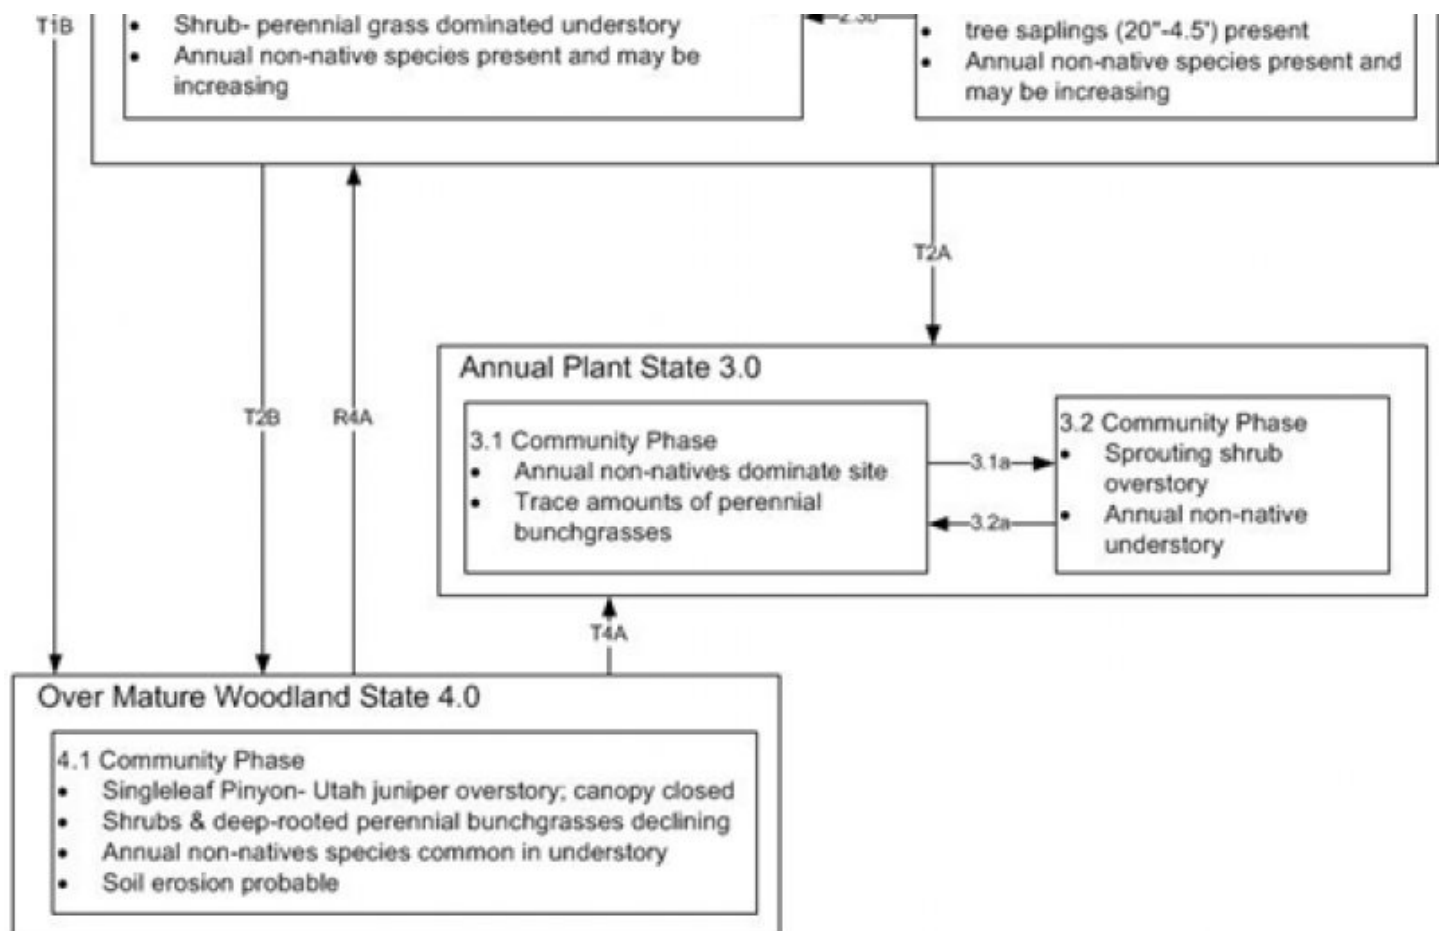 T1B
• Shrub- perennial grass dominated understory
• Annual non-native species present and may be
increasing
2.3b
• tree saplings (20"-4.5') present
• Annual non-native species present and
may be increasing
T2A
T2B
R4A
Annual Plant State 3.0
3.1 Community Phase
• Annual non-natives dominate site
• Trace amounts of perennial
bunchgrasses
3.1a
3.2a
3.2 Community Phase
• Sprouting shrub
overstory
• Annual non-native
understory
T4A
Over Mature Woodland State 4.0
4.1 Community Phase
• Singleleaf Pinyon- Utah juniper overstory; canopy closed
• Shrubs & deep-rooted perennial bunchgrasses declining
• Annual non-natives species common in understory
• Soil erosion probable